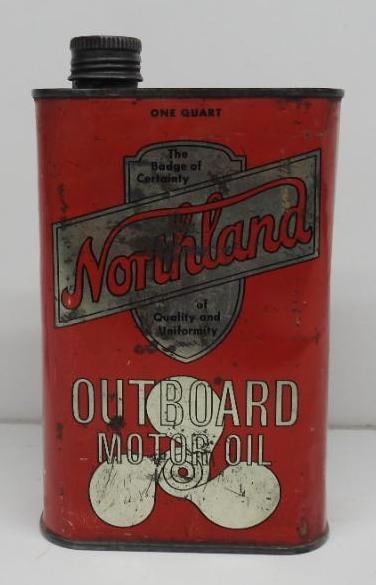 ONE QUART
The
Badge of
Certainty
Northland
of
Quality and
Uniformity
OUTBOARD
MOTOR OIL